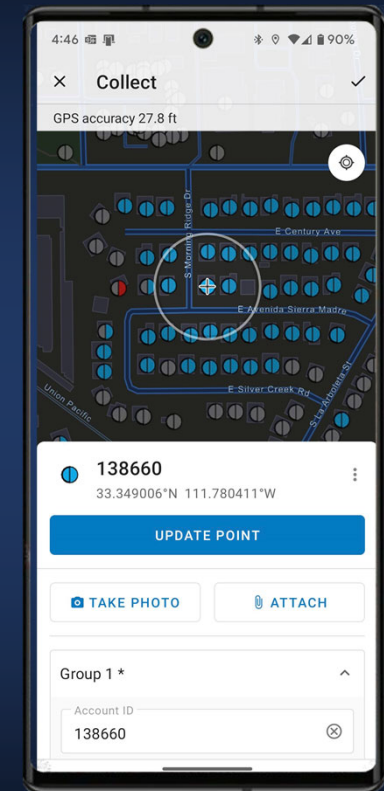 4:46
90%
Collect
GPS accuracy 27.8 ft
S Morning Ridge Dr
E Century Ave
E Avenida Sierra Madre
E Silver Creek Rd
S La Arboleta St
Union Pacific
138660
33.349006°N 111.780411°W
UPDATE POINT
TAKE PHOTO
ATTACH
Group 1 *
Account ID
138660